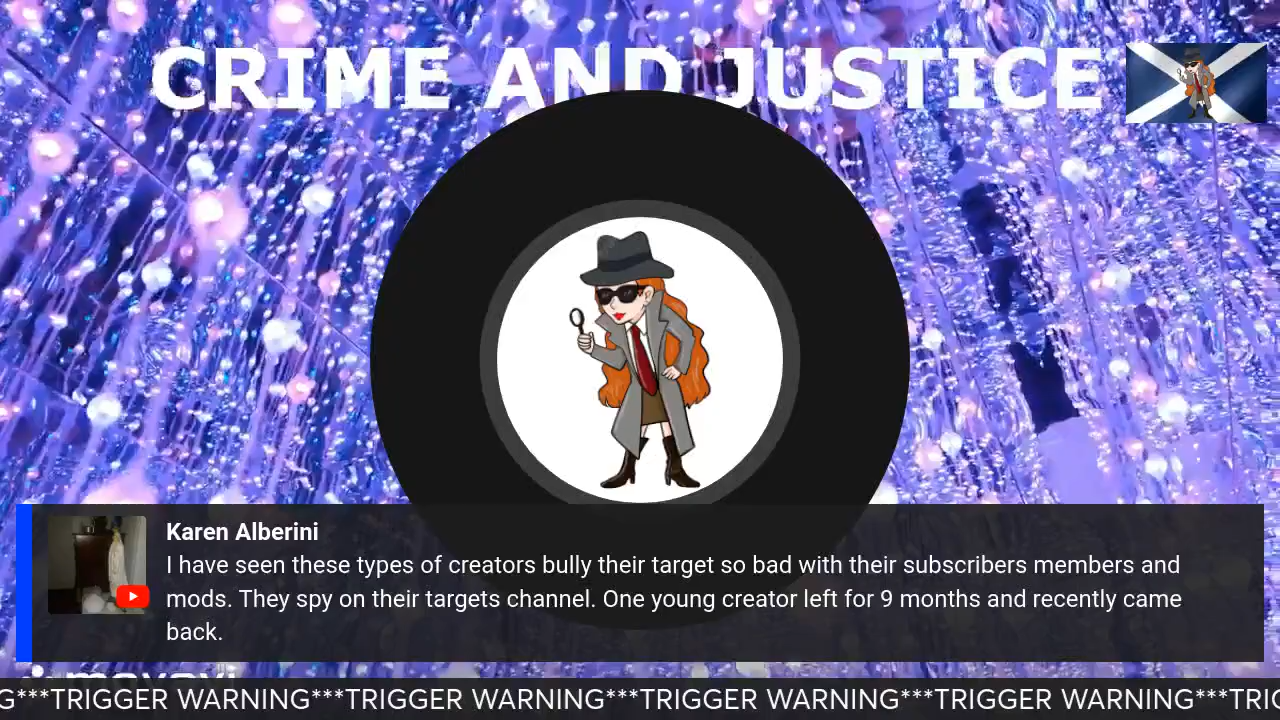 CRIME AND JUSTICE
Karen Alberini
I have seen these types of creators bully their target so bad with their subscribers members and
mods. They spy on their targets channel. One young creator left for 9 months and recently came
back.
G***TRIGGER WARNING***TRIGGER WARNING***TRIGGER WARNING***TRIGGER WARNING***TRIG